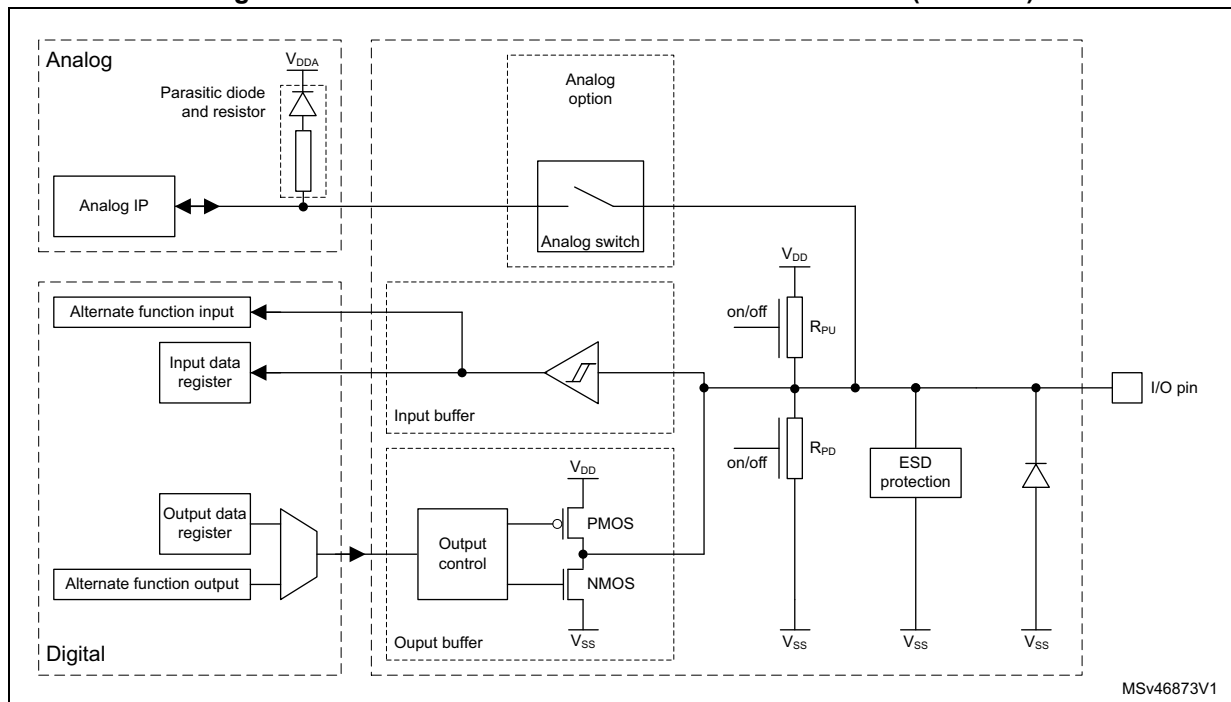 Analog
VDDA
Parasitic diode
and resistor
Analog
option
Analog IP
Analog switch
VDD
on/off
RPU
Alternate function input
Input data
register
Input buffer
I/O pin
on/off
RPD
ESD
protection
VDD
Output data
register
Output
control
PMOS
NMOS
Alternate function output
VSS
Ouput buffer
Digital
VSS
VSS
VSS
MSv46873V1